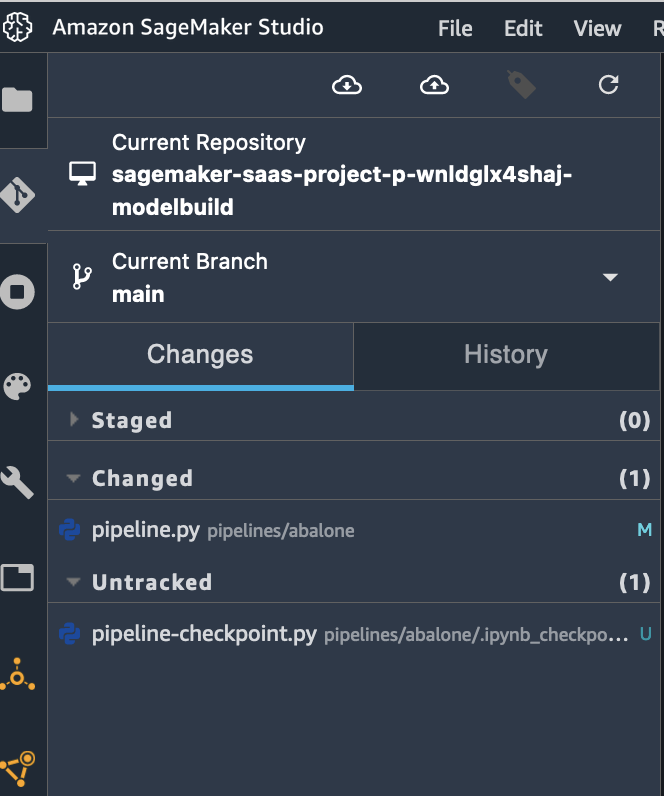 Amazon SageMaker Studio File Edit View R
Current Repository
sagemaker-saas-project-p-wnldglx4shaj-
modelbuild
Current Branch
main
Changes History
Staged (0)
Changed (1)
pipeline.py pipelines/abalone M
Untracked (1)
pipeline-checkpoint.py pipelines/abalone/.ipynb_checkpo... U